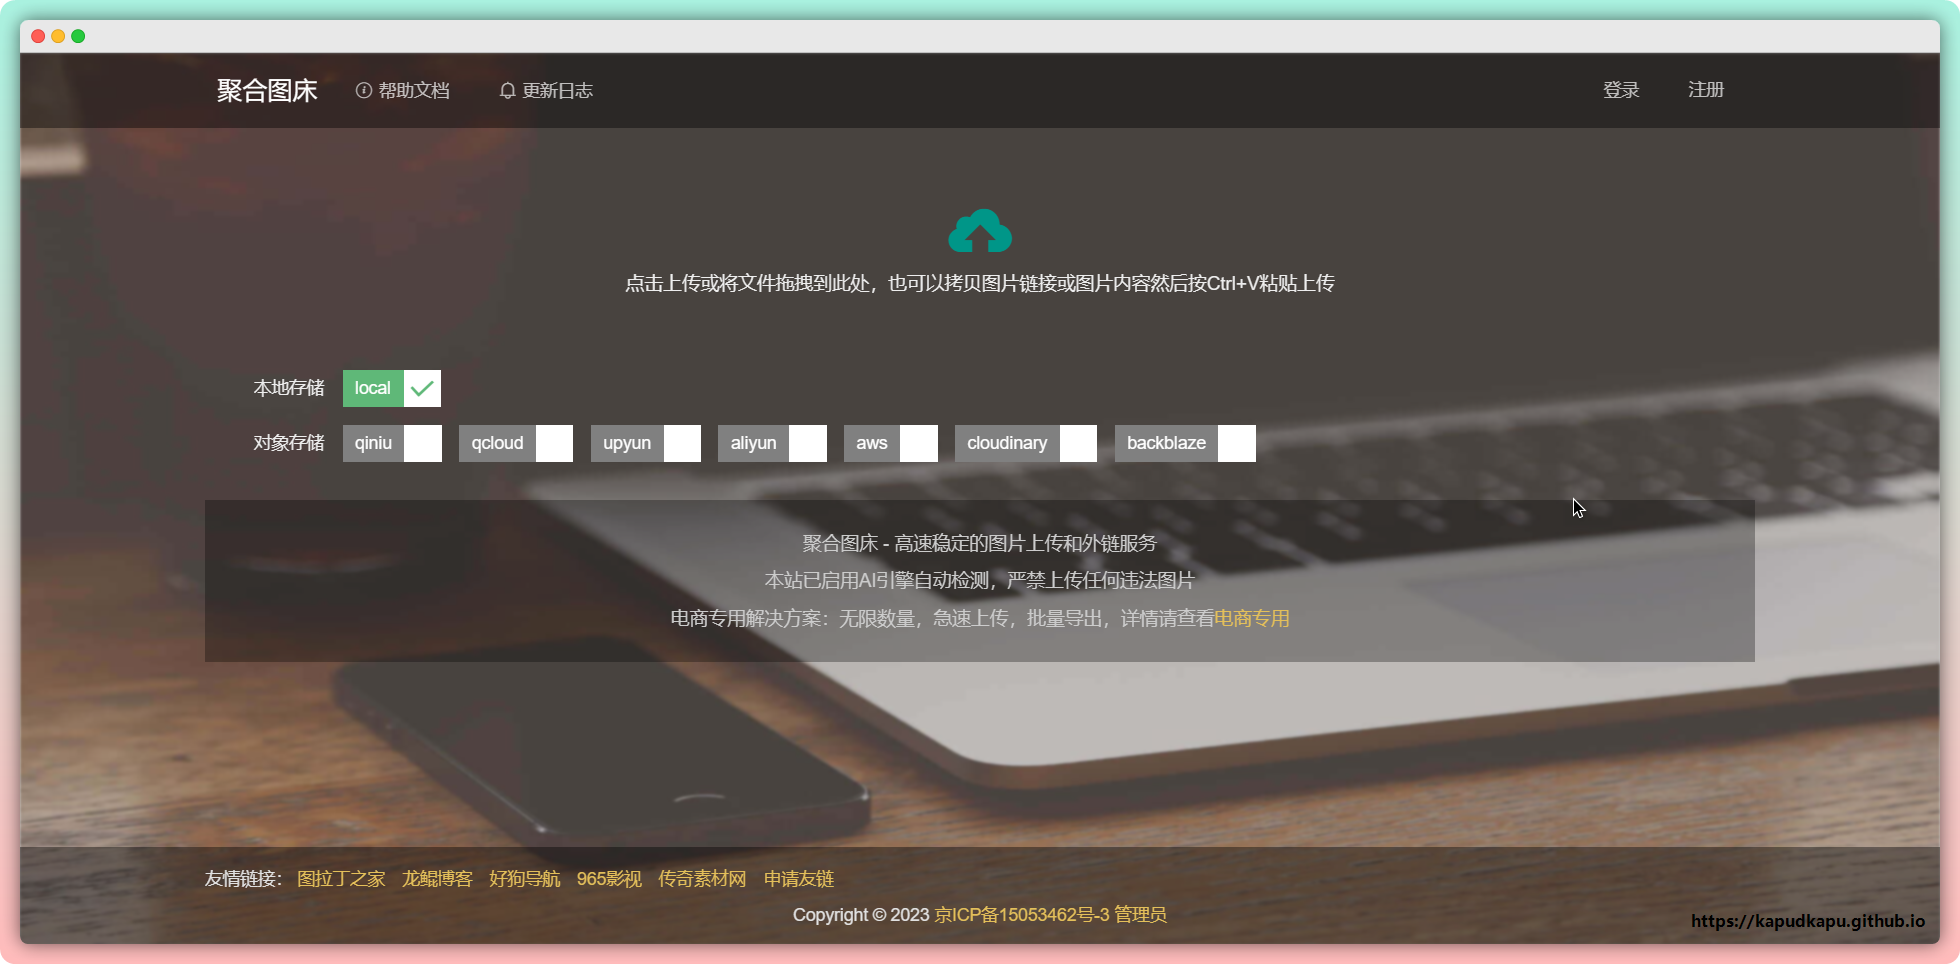 聚合图床 帮助文档 更新日志 登录 注册
点击上传或将文件拖拽到此处，也可以拷贝图片链接或图片内容然后按Ctrl+V粘贴上传
本地存储 local
对象存储 qiniu qcloud upyun aliyun aws cloudinary backblaze
聚合图床 - 高速稳定的图片上传和外链服务
本站已启用AI引擎自动检测，严禁上传任何违法图片
电商专用解决方案：无限数量，急速上传，批量导出，详情请查看电商专用
友情链接： 图拉丁之家 龙鲲博客 好狗导航 965影视 传奇素材网 申请友链
Copyright © 2023 京ICP备15053462号-3 管理员
https://kapudkapu.github.io